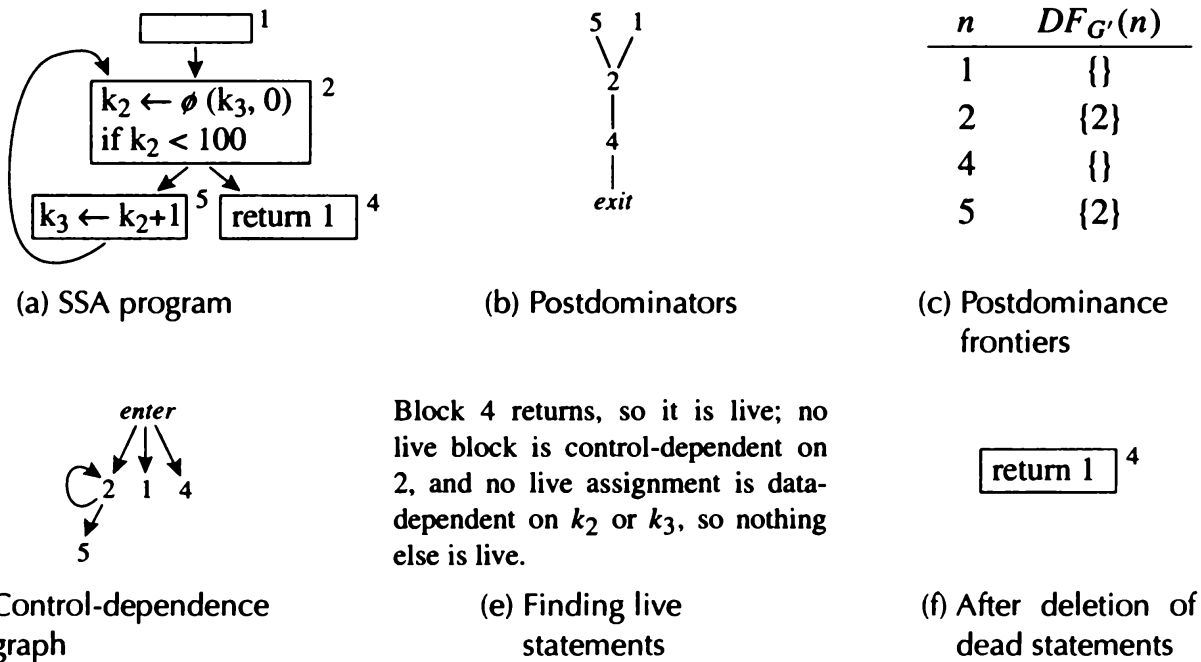 1
k₂ ← ø (k₃, 0) 2
if k₂ < 100
k₃ ← k₂+1 5
return 1 4
(a) SSA program
5 1
2
4
exit
(b) Postdominators
n DF_G′(n)
1 {}
2 {2}
4 {}
5 {2}
(c) Postdominance
frontiers
enter
2 1 4
5
Control-dependence
graph
Block 4 returns, so it is live; no
live block is control-dependent on
2, and no live assignment is data-
dependent on k₂ or k₃, so nothing
else is live.
(e) Finding live
statements
return 1 4
(f) After deletion of
dead statements